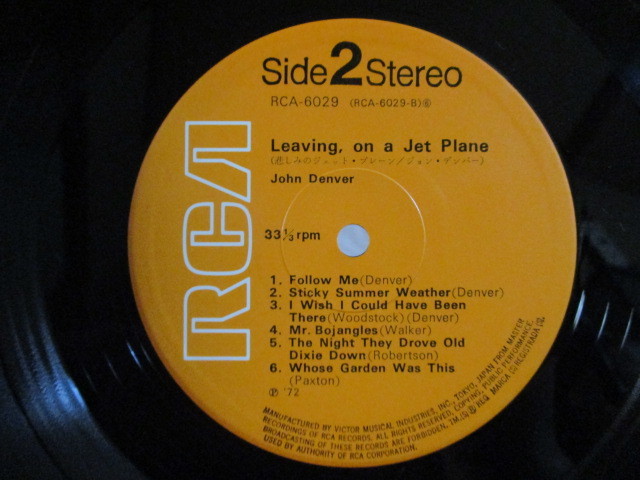 Side 2 Stereo
RCA-6029 (RCA-6029-B)⑥
Leaving, on a Jet Plane
(悲しみのジェット・プレーン/ジョン・デンバー)
John Denver
RCA
33⅓ rpm
1. Follow Me(Denver)
2. Sticky Summer Weather(Denver)
3. I Wish I Could Have Been
There(Woodstock)(Denver)
4. Mr. Bojangles(Walker)
5. The Night They Drove Old
Dixie Down(Robertson)
6. Whose Garden Was This
(Paxton)
℗ '72
MANUFACTURED BY VICTOR MUSICAL INDUSTRIES, INC., TOKYO, JAPAN FROM MASTER
RECORDINGS OF RCA RECORDS. ALL RIGHTS RESERVED, COPYING, PUBLIC PERFORMANCE,
BROADCASTING OF THESE RECORDS ARE FORBIDDEN, TM.(S) ® REG MARCA (S) REGISTRADA (S).
USED BY AUTHORITY OF RCA CORPORATION.